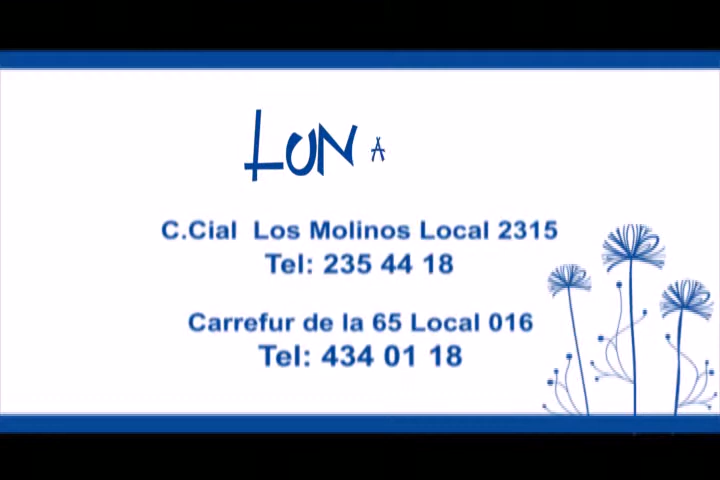 LUNA
C.Cial Los Molinos Local 2315
Tel: 235 44 18
Carrefur de la 65 Local 016
Tel: 434 01 18